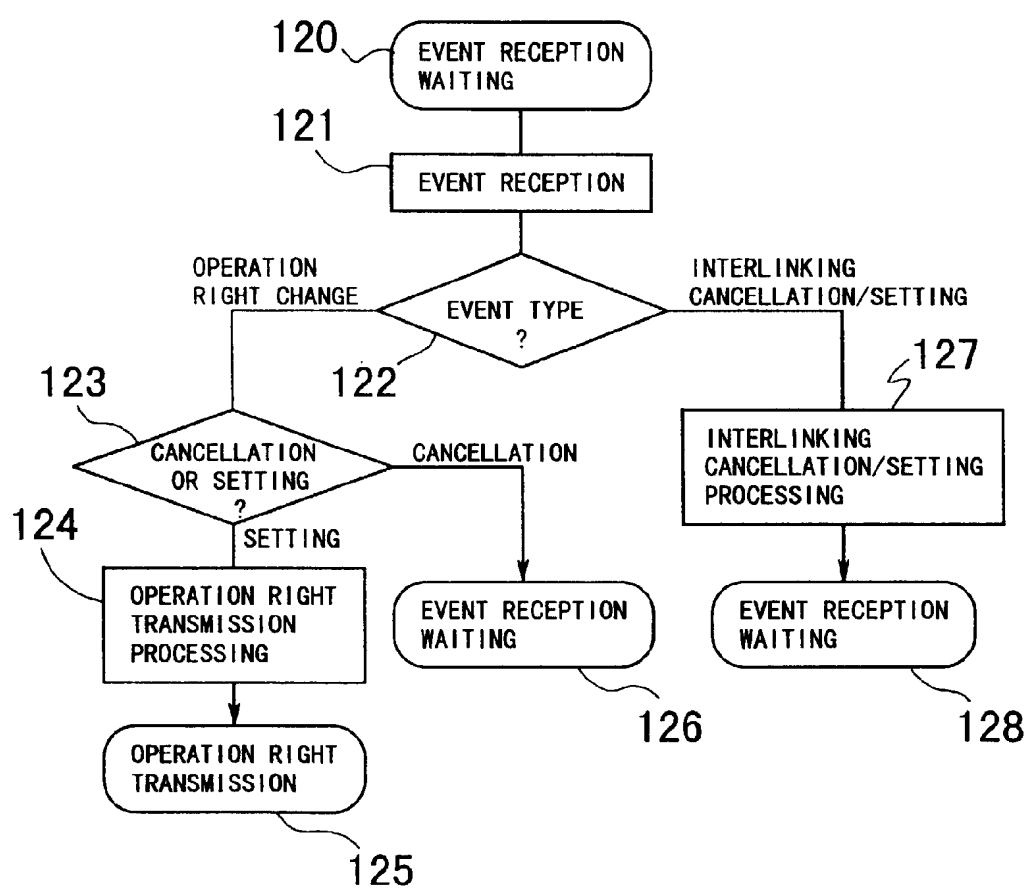 120
EVENT RECEPTION
WAITING
121
EVENT RECEPTION
OPERATION
RIGHT CHANGE
EVENT TYPE
?
INTERLINKING
CANCELLATION/SETTING
122
127
123
CANCELLATION
OR SETTING
?
CANCELLATION
INTERLINKING
CANCELLATION/SETTING
PROCESSING
124
SETTING
OPERATION RIGHT
TRANSMISSION
PROCESSING
EVENT RECEPTION
WAITING
EVENT RECEPTION
WAITING
126
128
OPERATION RIGHT
TRANSMISSION
125